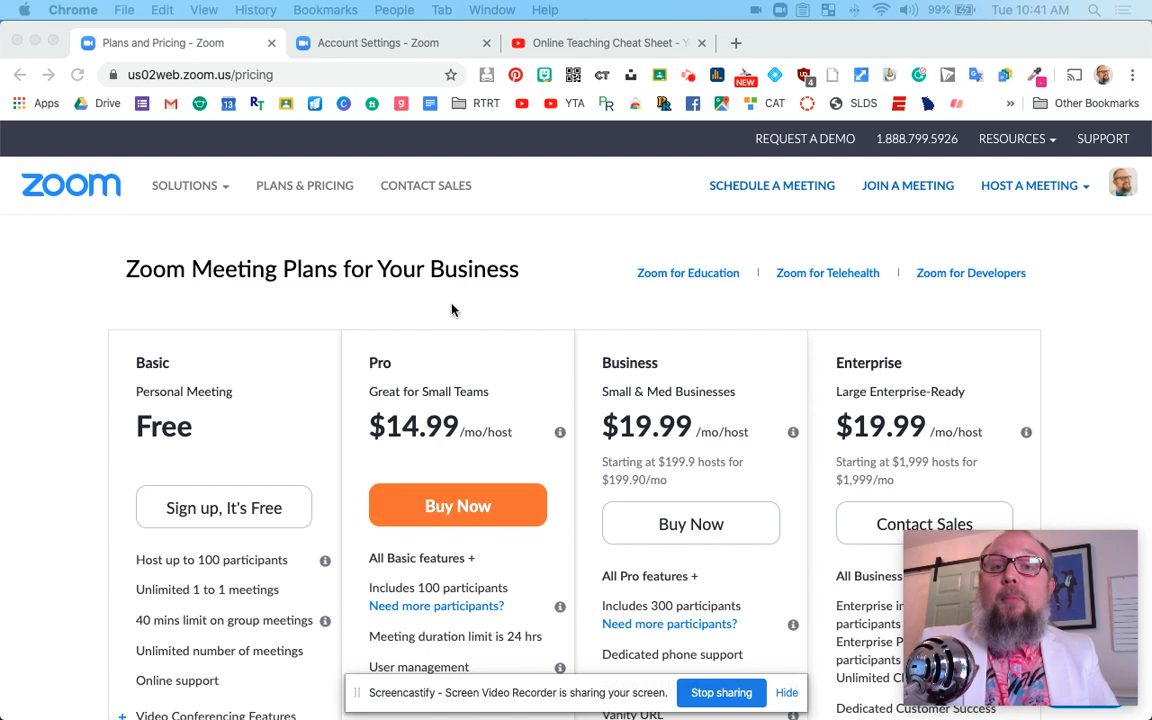 Chrome File Edit View History Bookmarks People Tab Window Help 99% Tue 10:41 AM
Plans and Pricing - Zoom Account Settings - Zoom Online Teaching Cheat Sheet - Y
us02web.zoom.us/pricing
Apps Drive RTRT YTA CAT SLDS » Other Bookmarks
REQUEST A DEMO 1.888.799.5926 RESOURCES SUPPORT
zoom SOLUTIONS PLANS & PRICING CONTACT SALES SCHEDULE A MEETING JOIN A MEETING HOST A MEETING
Zoom Meeting Plans for Your Business
Zoom for Education | Zoom for Telehealth | Zoom for Developers
Basic
Personal Meeting
Free
Sign up, It's Free
Host up to 100 participants
Unlimited 1 to 1 meetings
40 mins limit on group meetings
Unlimited number of meetings
Online support
+ Video Conferencing Features
Pro
Great for Small Teams
$14.99 /mo/host
Buy Now
All Basic features +
Includes 100 participants
Need more participants?
Meeting duration limit is 24 hrs
User management
Business
Small & Med Businesses
$19.99 /mo/host
Starting at $199.9 hosts for
$199.90/mo
Buy Now
All Pro features +
Includes 300 participants
Need more participants?
Dedicated phone support
Vanity URL
Enterprise
Large Enterprise-Ready
$19.99 /mo/host
Starting at $1,999 hosts for
$1,999/mo
Contact Sales
All Business
Enterprise in
participants
Enterprise P
participants
Unlimited Cl
Dedicated Customer Success
Screencastify - Screen Video Recorder is sharing your screen. Stop sharing Hide